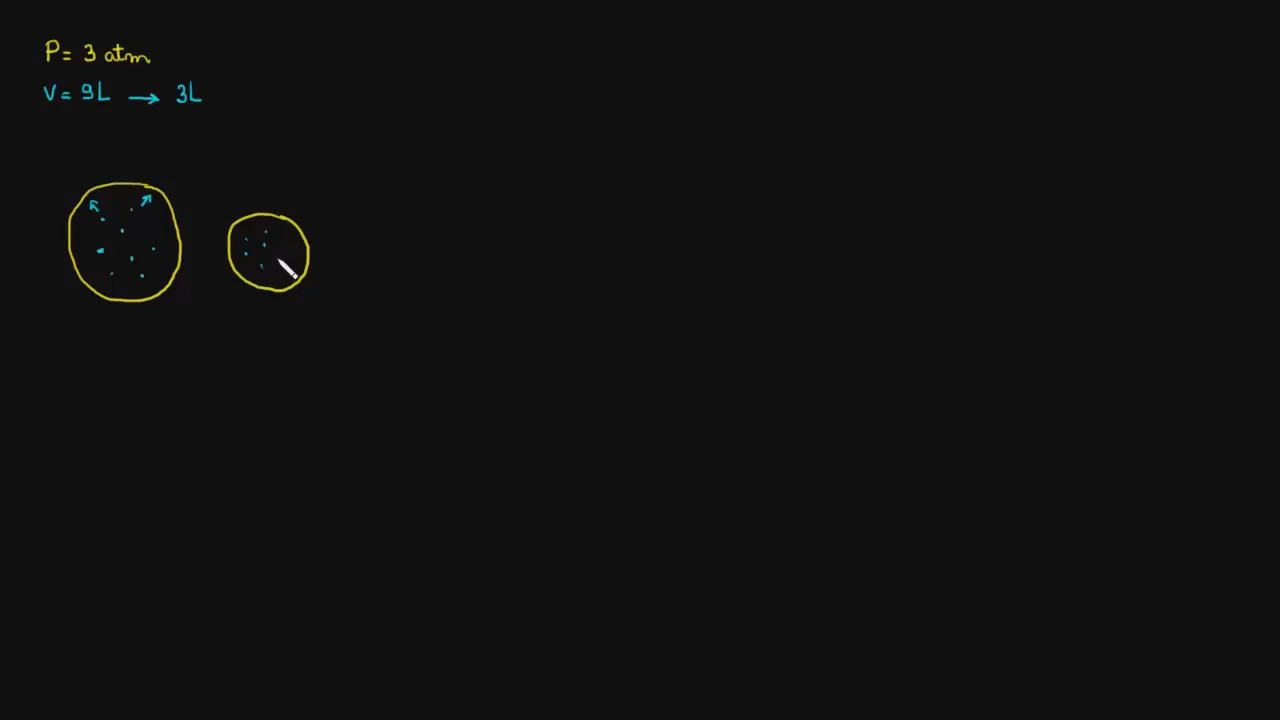 P= 3 atm
V= 9L → 3L